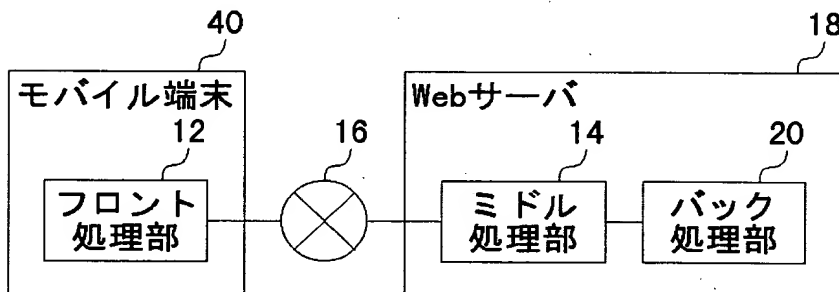 40
18
モバイル端末
Webサーバ
12
16
14
20
フロント
処理部
ミドル
処理部
バック
処理部